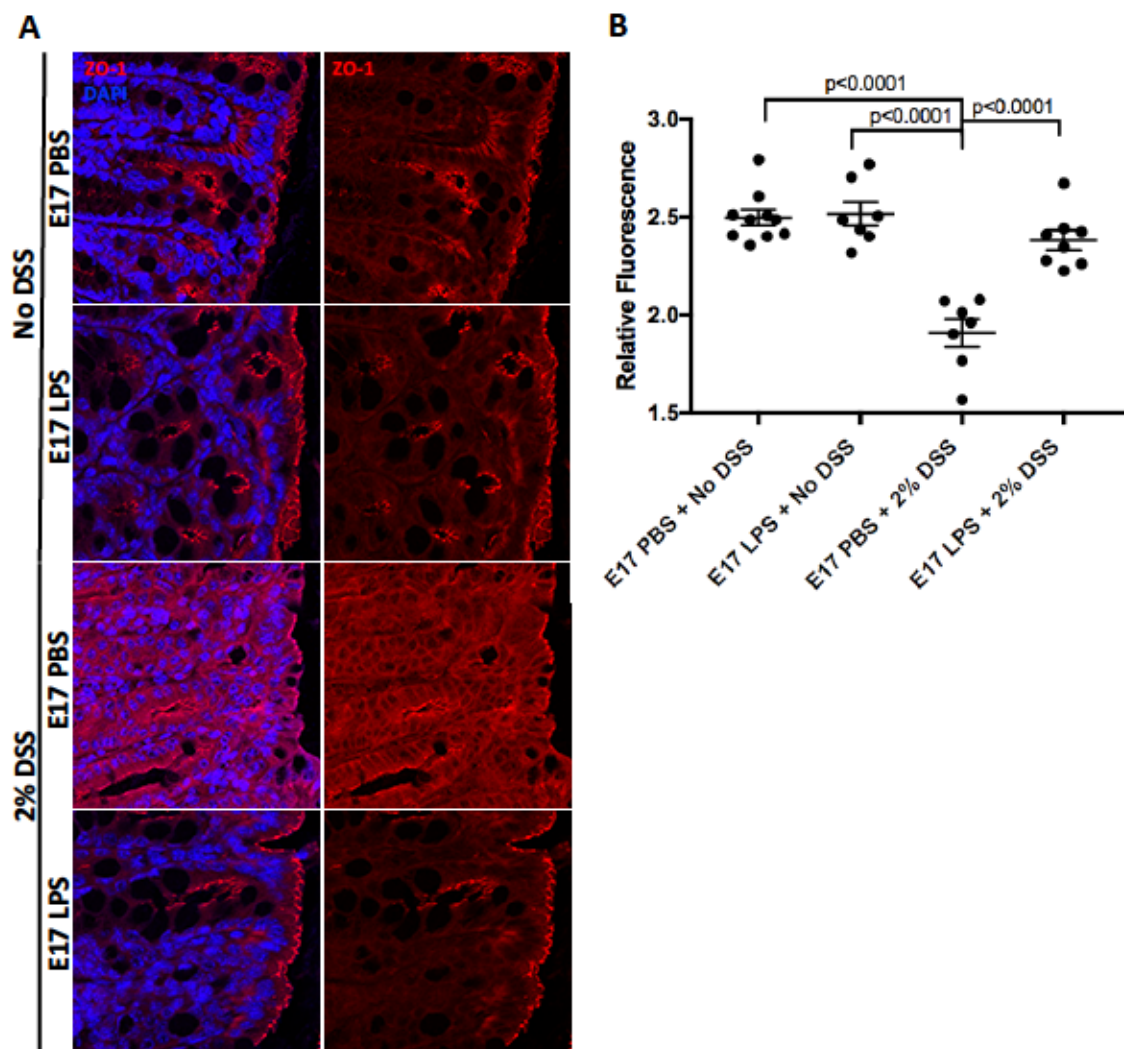 A
No DSS
E17 PBS
ZO-1
DAPI
ZO-1
E17 LPS
2% DSS
E17 PBS
E17 LPS
B
p<0.0001
p<0.0001
p<0.0001
Relative Fluorescence
3.0
2.5
2.0
1.5
E17 PBS + No DSS
E17 LPS + No DSS
E17 PBS + 2% DSS
E17 LPS + 2% DSS